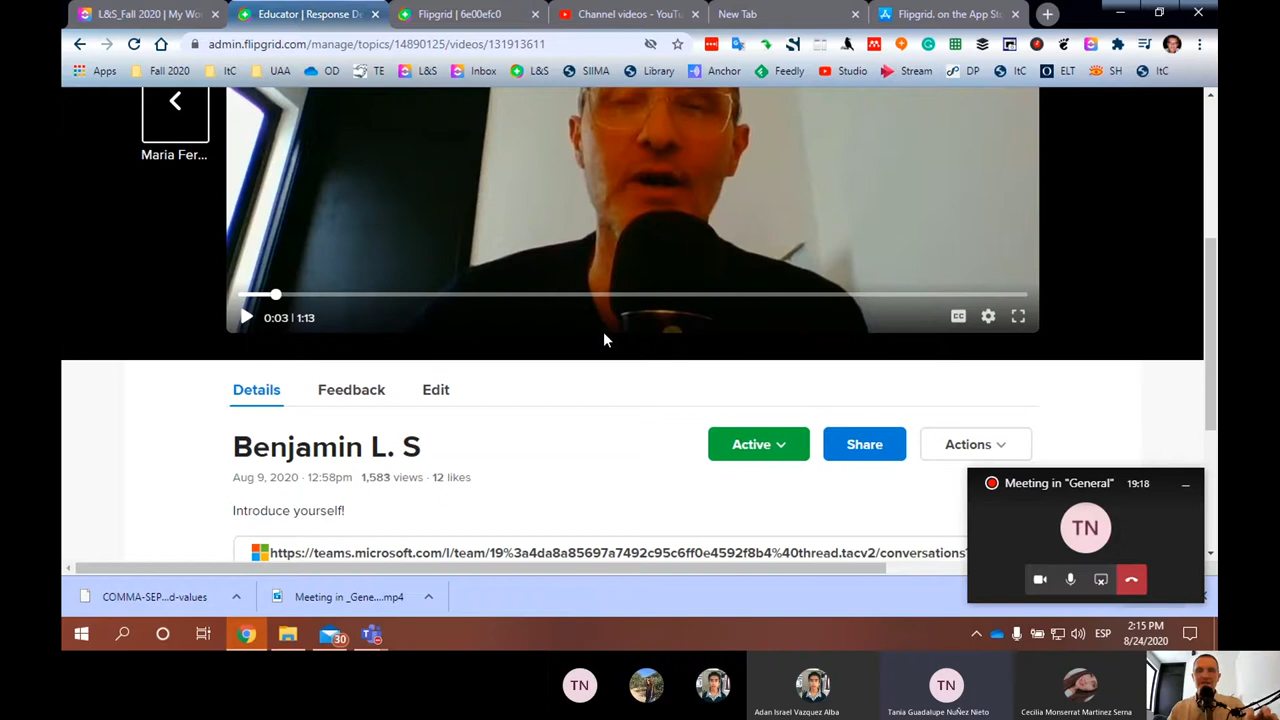 L&S_Fall 2020 | My Wo
Educator | Response De
Flipgrid | 6e00efc0
Channel videos - YouTu
New Tab
Flipgrid. on the App St
admin.flipgrid.com/manage/topics/14890125/videos/131913611
Apps
Fall 2020
ItC
UAA
OD
TE
L&S
Inbox
L&S
SIIMA
Library
Anchor
Feedly
Studio
Stream
DP
ItC
ELT
SH
ItC
Maria Fer...
0:03 | 1:13
CC
Details
Feedback
Edit
Benjamin L. S
Active
Share
Actions
Aug 9, 2020 · 12:58pm 1,583 views · 12 likes
Introduce yourself!
https://teams.microsoft.com/l/team/19%3a4da8a85697a7492c95c6ff0e4592f8b4%40thread.tacv2/conversations?
Meeting in "General"
19:18
TN
COMMA-SEP...d-values
Meeting in _Gene....mp4
30
ESP
2:15 PM
8/24/2020
TN
TN
Adan Israel Vazquez Alba
Tania Guadalupe NuÑez Nieto
Cecilia Monserrat Martinez Serna